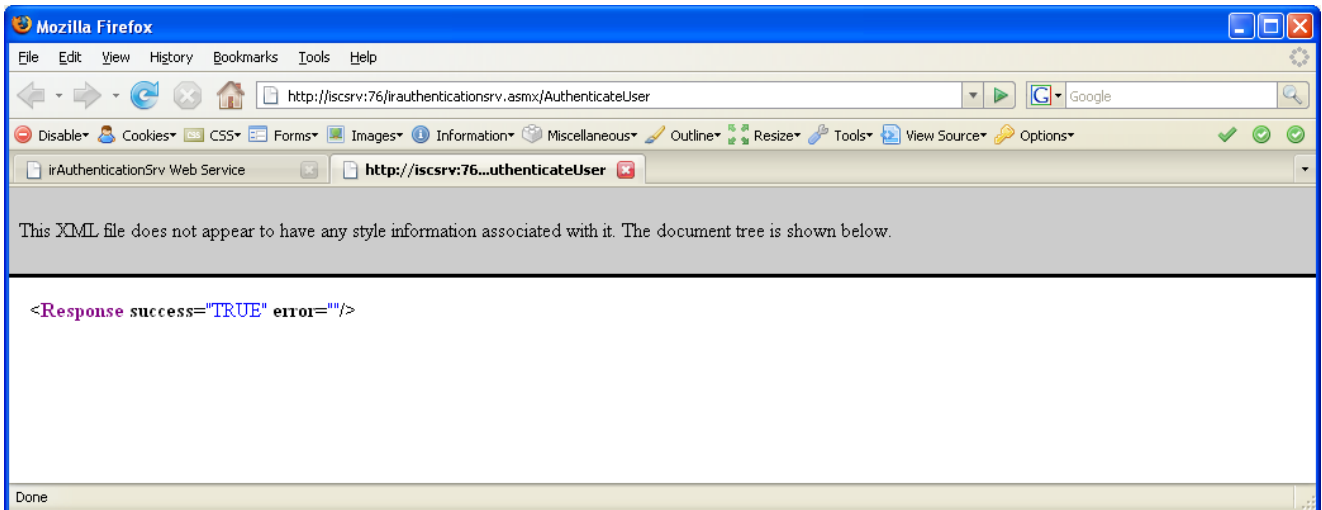 Mozilla Firefox
File Edit View History Bookmarks Tools Help
http://iscsrv:76/irauthenticationsrv.asmx/AuthenticateUser G Google
Disable Cookies CSS CSS Forms Images Information Miscellaneous Outline Resize Tools View Source Options
irAuthenticationSrv Web Service http://iscsrv:76...uthenticateUser
This XML file does not appear to have any style information associated with it. The document tree is shown below.
<Response success="TRUE" error=""/>
Done